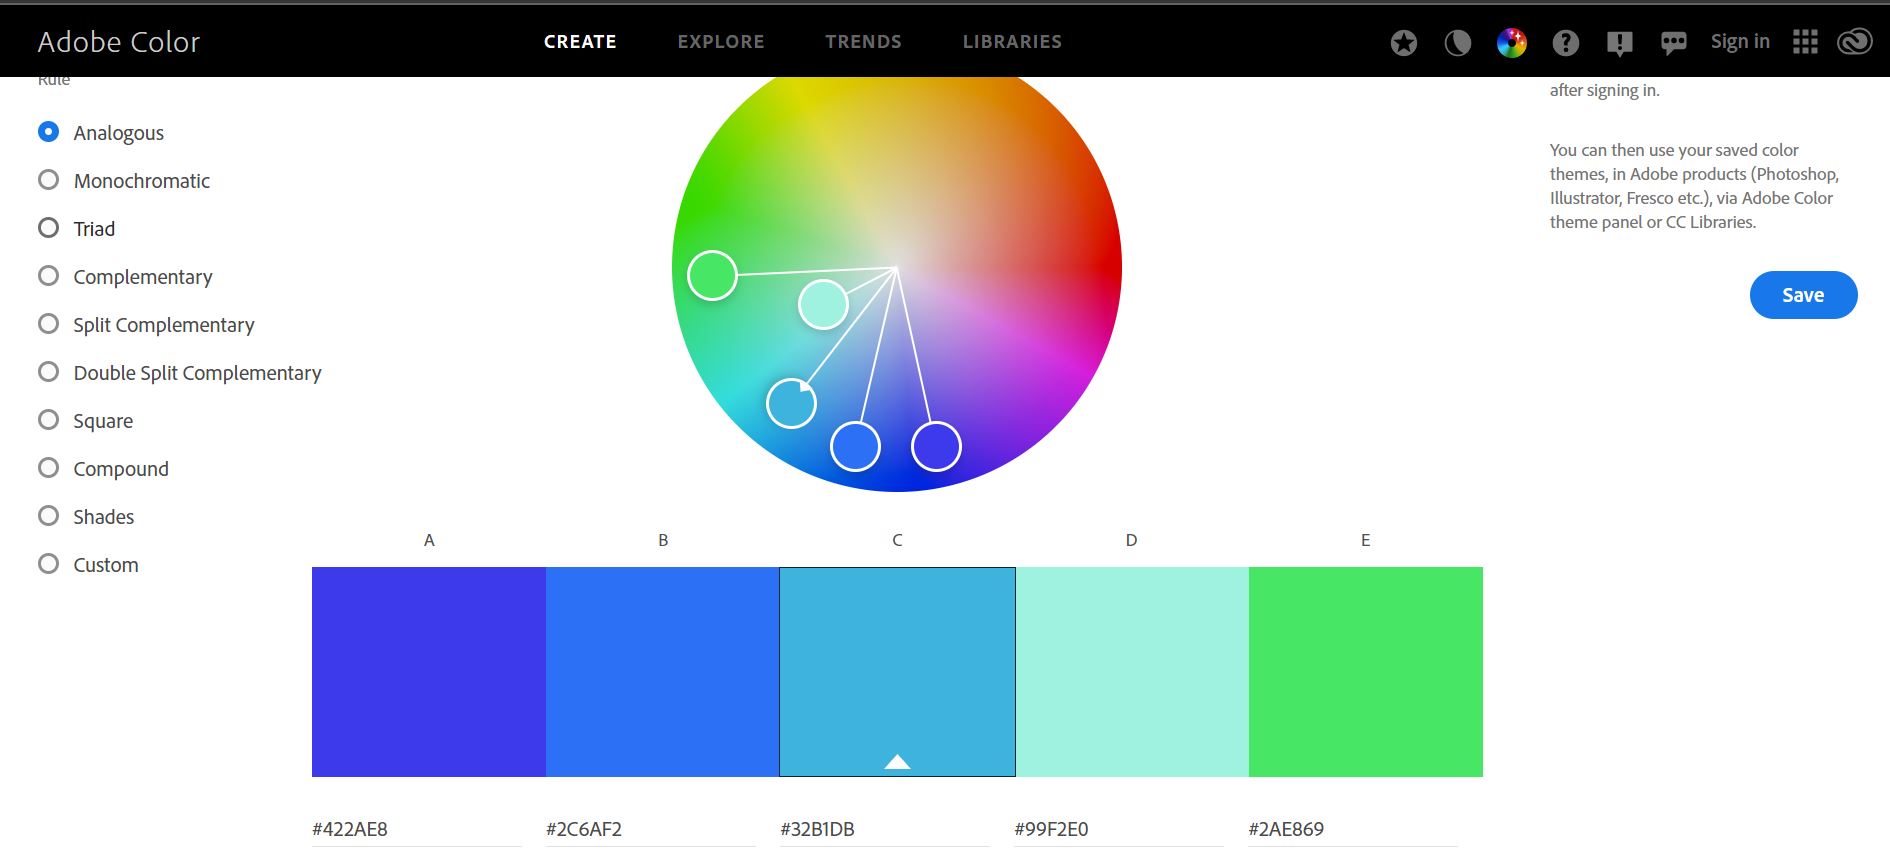 Adobe Color
CREATE
EXPLORE
TRENDS
LIBRARIES
Sign in
Rule
Analogous
Monochromatic
Triad
Complementary
Split Complementary
Double Split Complementary
Square
Compound
Shades
Custom
after signing in.
You can then use your saved color
themes, in Adobe products (Photoshop,
Illustrator, Fresco etc.), via Adobe Color
theme panel or CC Libraries.
Save
A
B
C
D
E
#422AE8
#2C6AF2
#32B1DB
#99F2E0
#2AE869